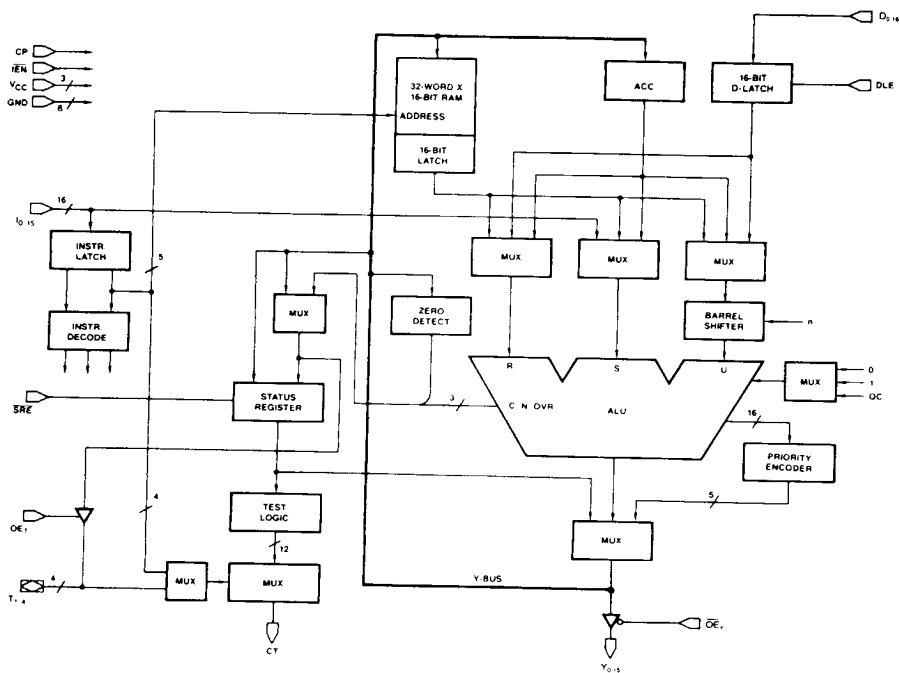 CP
IEN
VCC 3
GND 6
D0-15
32-WORD X
16-BIT RAM
ADDRESS
16-BIT
LATCH
ACC
16-BIT
D-LATCH
DLE
I0-15
16
INSTR.
LATCH
INSTR.
DECODE
5
MUX
MUX
MUX
MUX
ZERO
DETECT
BARREL
SHIFTER
n
R
S
U
MUX
0
1
QC
SRE
STATUS
REGISTER
3
C N OVR
ALU
16
PRIORITY
ENCODER
OET
4
TEST
LOGIC
12
5
MUX
T1-4
4
MUX
MUX
Y-BUS
CT
OEY
Y0-15